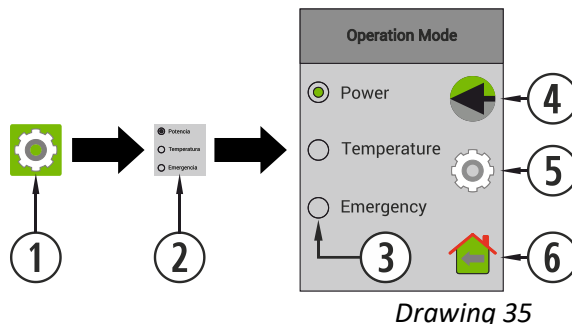 Operation Mode
Power
4
Potencia
Temperatura
Emergencia
Temperature
5
Emergency
1
2
3
6
Drawing 35